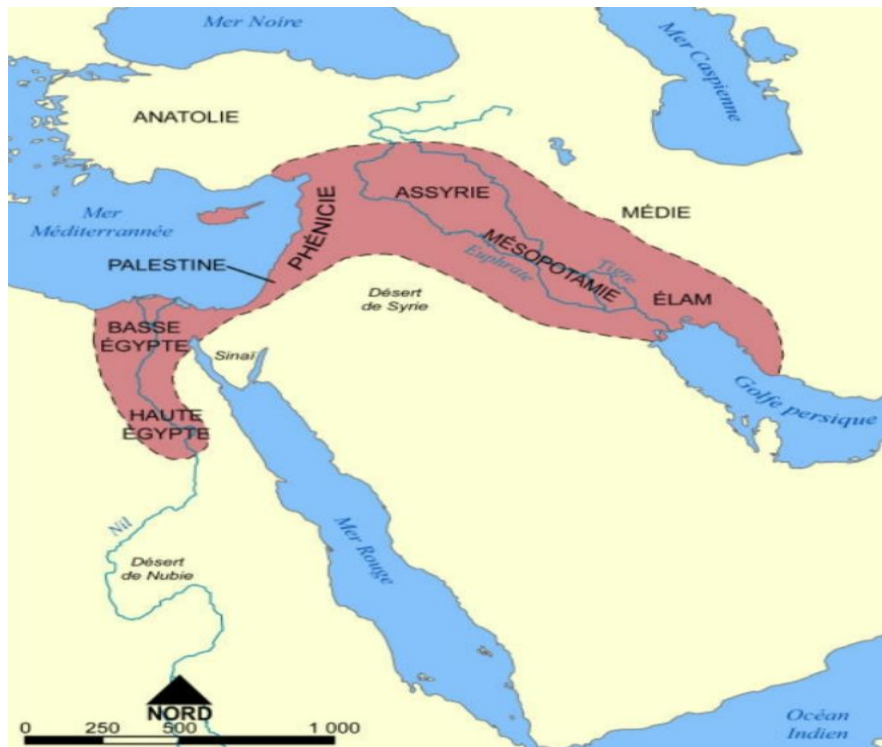 Mer Noire
Mer Caspienne
ANATOLIE
ASSYRIE
MÉDIE
Mer
Méditerrannée
PHÉNICIE
MÉSOPOTAMIE
Tigre
Euphrate
PALESTINE
ÉLAM
Désert
de Syrie
BASSE
ÉGYPTE
Sinaï
Golfe persique
HAUTE
ÉGYPTE
Nil
Mer Rouge
Désert
de Nubie
NORD
0 250 500 1 000
Océan
Indien